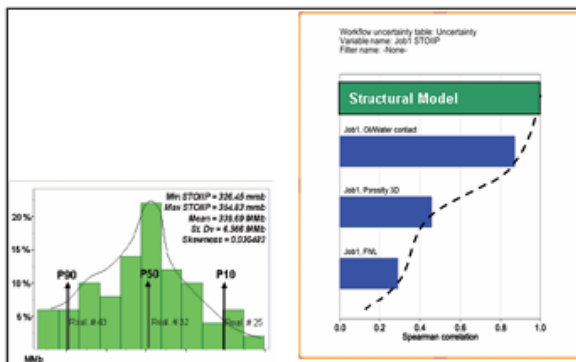 Workflow uncertainty table: Uncertainty
Variable name: Job1 STOIIP
Filter name: -None-
Structural Model
Job1, Oil/Water contact
Job1, Porosity 3D
Job1, FWL
0.0 0.2 0.4 0.6 0.8 1.0
Spearman correlation
Min STOIIP = 326.45 mmb
Max STOIIP = 354.83 mmb
Mean = 339.69 MMb
St. Dv = 6.566 MMb
Skewness =
20%
15%
10%
5%
P90
P50
P10
Real. # 43
Real. # 32
Real. # 25
MMb